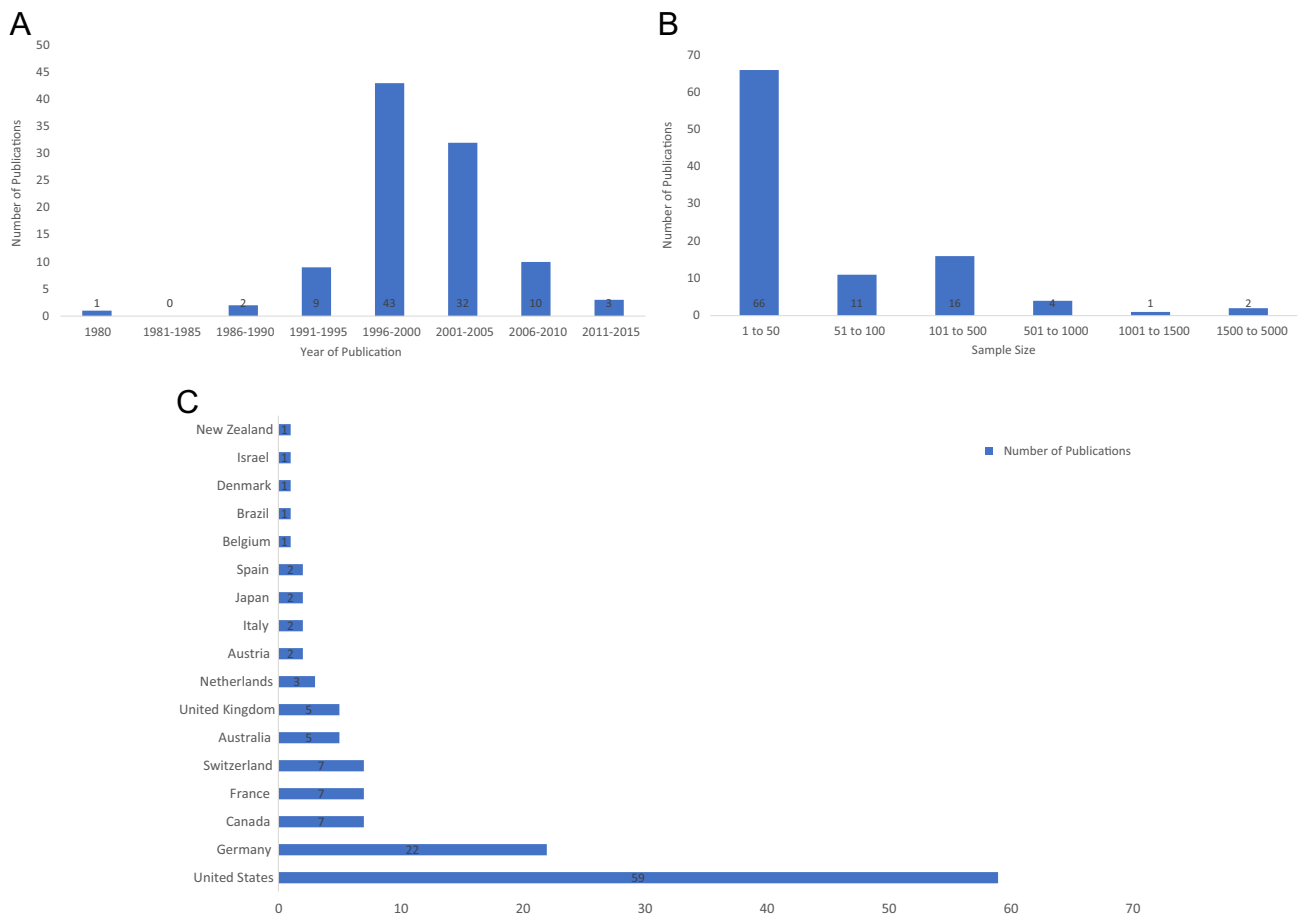 A
50
45
40
35
30
25
20
15
10
5
0
Number of Publications
1 0 2 9 43 32 10 3
1980 1981-1985 1986-1990 1991-1995 1996-2000 2001-2005 2006-2010 2011-2015
Year of Publication
B
70
60
50
40
30
20
10
0
Number of Publications
66 11 16 4 1 2
1 to 50 51 to 100 101 to 500 501 to 1000 1001 to 1500 1500 to 5000
Sample Size
C
Number of Publications
New Zealand 1
Israel 1
Denmark 1
Brazil 1
Belgium 1
Spain 2
Japan 2
Italy 2
Austria 2
Netherlands 3
United Kingdom 5
Australia 5
Switzerland 7
France 7
Canada 7
Germany 22
United States 59
0 10 20 30 40 50 60 70